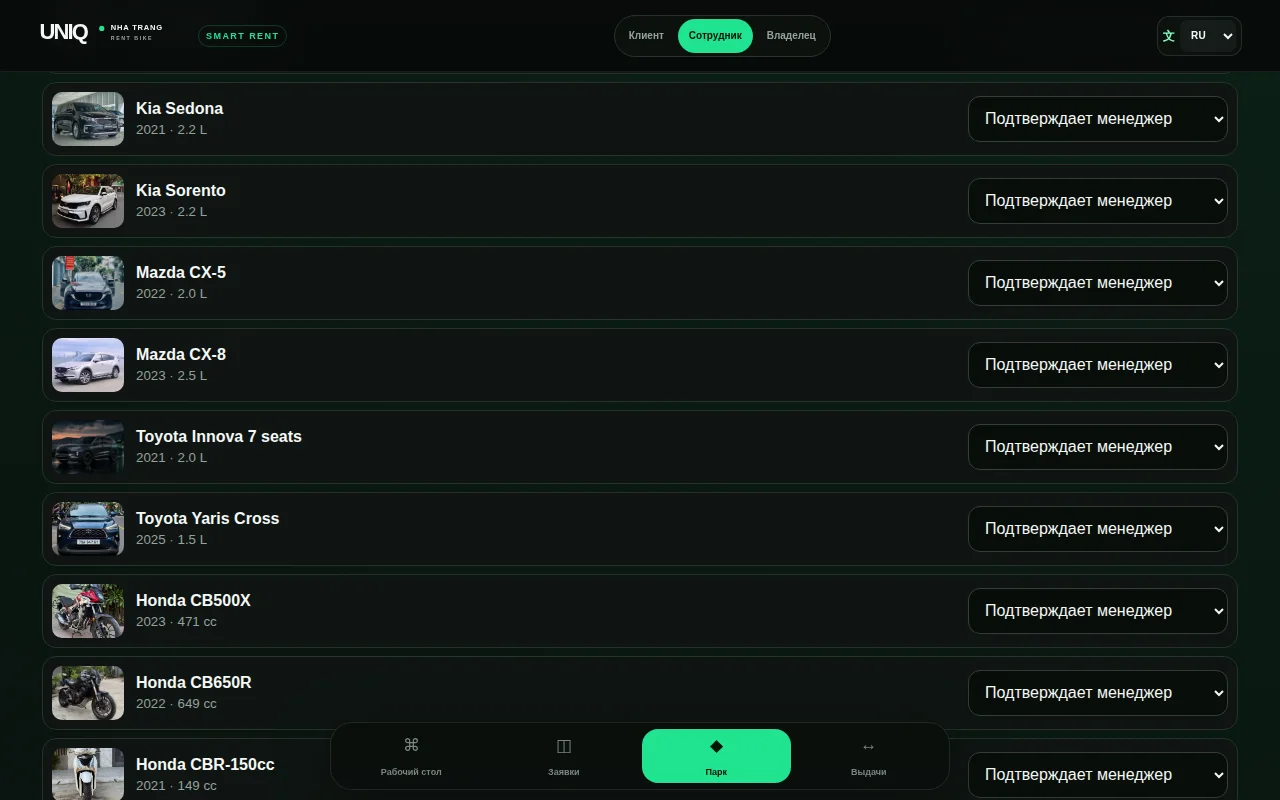 UNIQ
NHA TRANG
RENT BIKE
SMART RENT
Клиент
Сотрудник
Владелец
文
RU
Kia Sedona
2021 · 2.2 L
Подтверждает менеджер
Kia Sorento
2023 · 2.2 L
Подтверждает менеджер
Mazda CX-5
2022 · 2.0 L
Подтверждает менеджер
Mazda CX-8
2023 · 2.5 L
Подтверждает менеджер
Toyota Innova 7 seats
2021 · 2.0 L
Подтверждает менеджер
Toyota Yaris Cross
2025 · 1.5 L
Подтверждает менеджер
Honda CB500X
2023 · 471 cc
Подтверждает менеджер
Honda CB650R
2022 · 649 cc
Подтверждает менеджер
Honda CBR-150cc
2021 · 149 cc
Подтверждает менеджер
Рабочий стол
Заявки
Парк
Выдачи